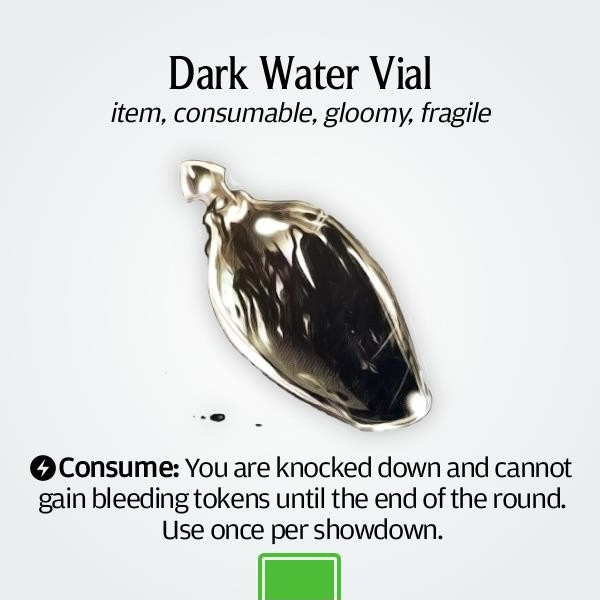 Dark Water Vial
item, consumable, gloomy, fragile
Consume: You are knocked down and cannot
gain bleeding tokens until the end of the round.
Use once per showdown.